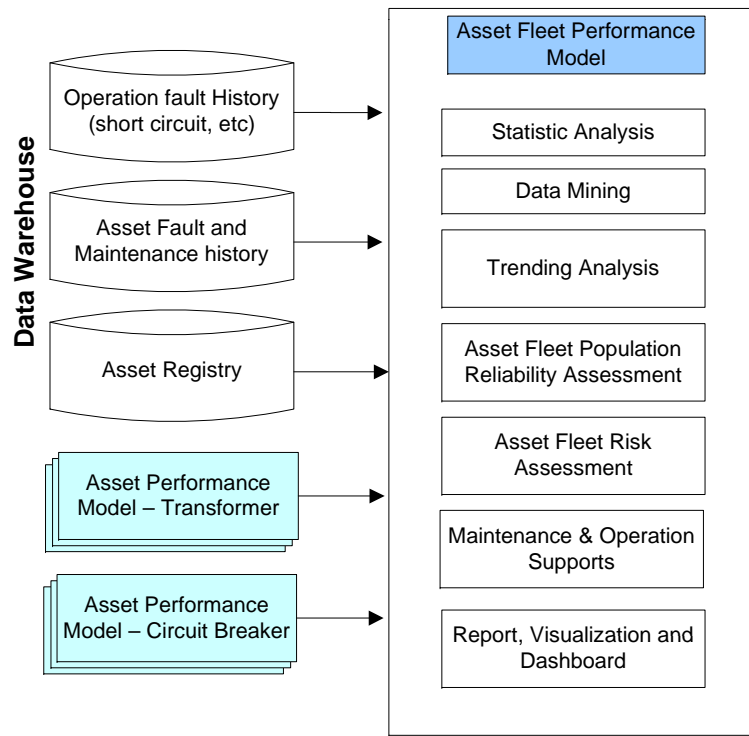 Data Warehouse
Operation fault History
(short circuit, etc)
Asset Fault and
Maintenance history
Asset Registry
Asset Performance
Model – Transformer
Asset Performance
Model – Circuit Breaker
Asset Fleet Performance
Model
Statistic Analysis
Data Mining
Trending Analysis
Asset Fleet Population
Reliability Assessment
Asset Fleet Risk
Assessment
Maintenance & Operation
Supports
Report, Visualization and
Dashboard